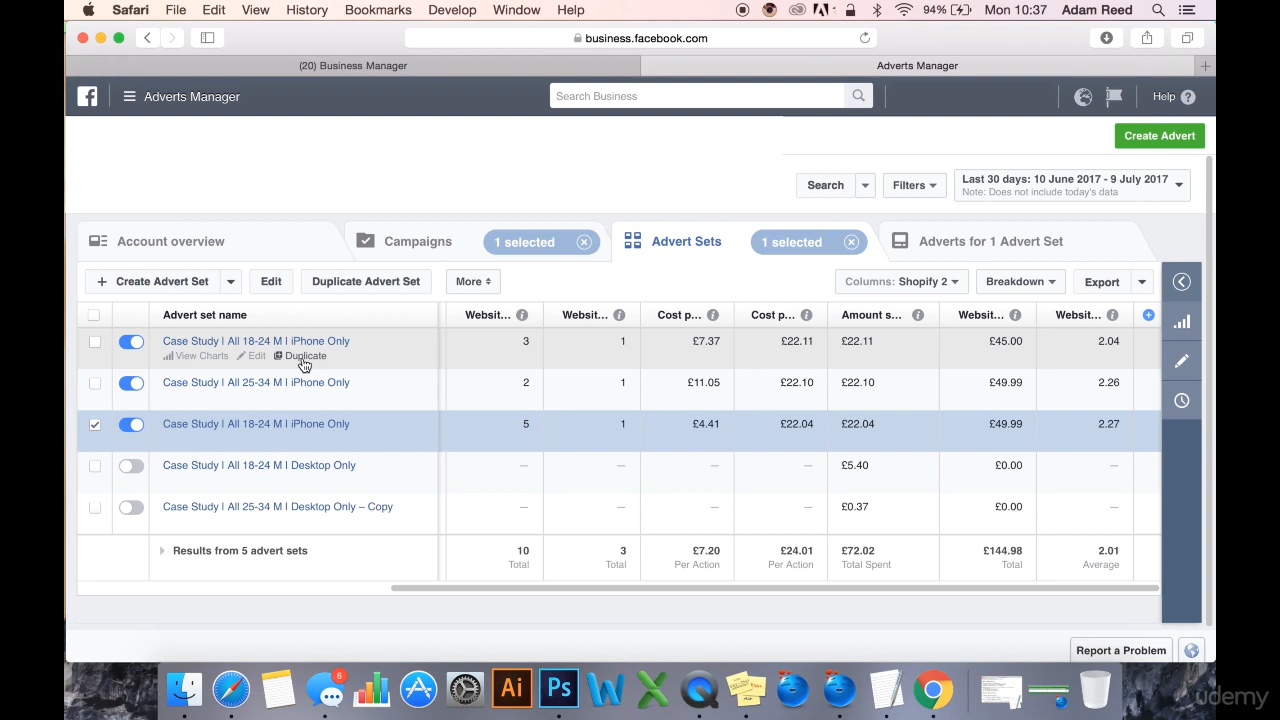 Safari File Edit View History Bookmarks Develop Window Help 94% Mon 10:37 Adam Reed
business.facebook.com
(20) Business Manager Adverts Manager
Adverts Manager Search Business Help ?
Create Advert
Search Filters Last 30 days: 10 June 2017 - 9 July 2017
Note: Does not include today's data
Account overview Campaigns 1 selected Advert Sets 1 selected Adverts for 1 Advert Set
+ Create Advert Set Edit Duplicate Advert Set More Columns: Shopify 2 Breakdown Export
Advert set name Websit... Websit... Cost p... Cost p... Amount s... Websit... Websit...
Case Study | All 18-24 M | iPhone Only 3 1 £7.37 £22.11 £22.11 £45.00 2.04
View Charts Edit Duplicate
Case Study | All 25-34 M | iPhone Only 2 1 £11.05 £22.10 £22.10 £49.99 2.26
Case Study | All 18-24 M | iPhone Only 5 1 £4.41 £22.04 £22.04 £49.99 2.27
Case Study | All 18-24 M | Desktop Only — — — — £5.40 £0.00 —
Case Study | All 25-34 M | Desktop Only – Copy — — — — £0.37 £0.00 —
Results from 5 advert sets 10 3 £7.20 £24.01 £72.02 £144.98 2.01
Total Total Per Action Per Action Total Spent Total Average
Report a Problem
6
Ai Ps
udemy